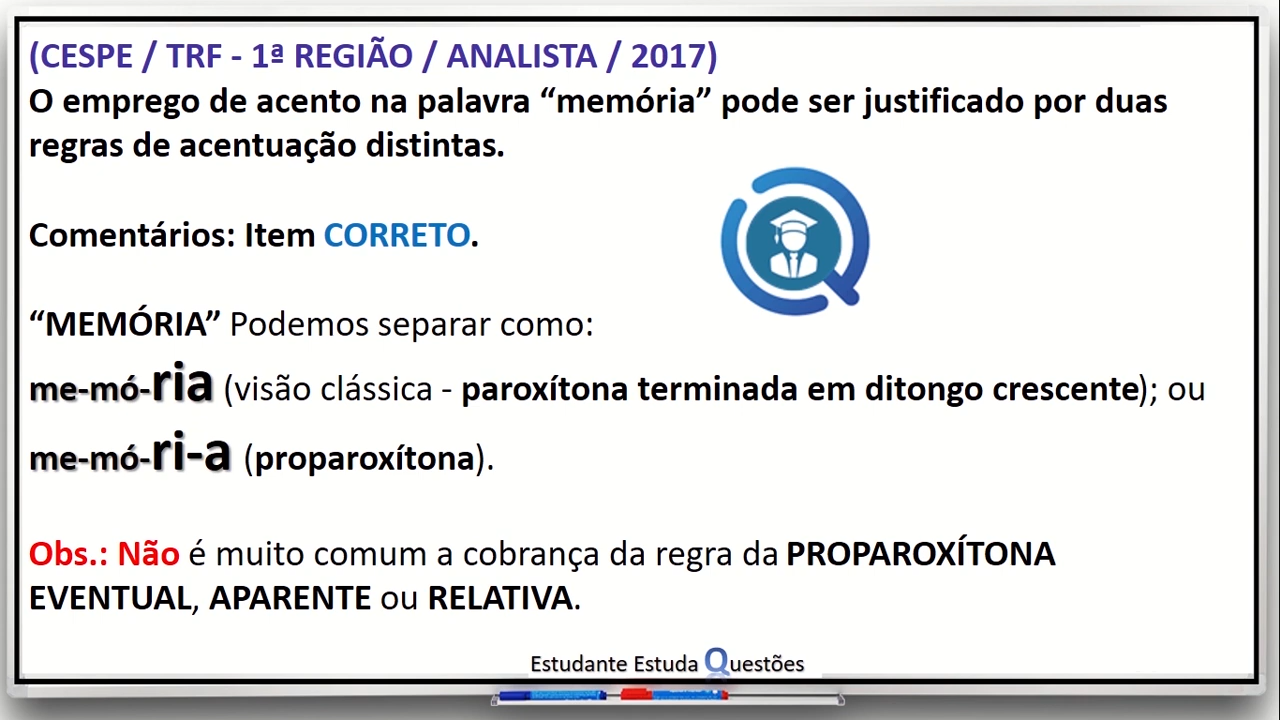 (CESPE / TRF - 1ª REGIÃO / ANALISTA / 2017)
O emprego de acento na palavra “memória” pode ser justificado por duas
regras de acentuação distintas.
Comentários: Item CORRETO.
“MEMÓRIA” Podemos separar como:
me-mó-ria (visão clássica - paroxítona terminada em ditongo crescente); ou
me-mó-ri-a (proparoxítona).
Obs.: Não é muito comum a cobrança da regra da PROPAROXÍTONA
EVENTUAL, APARENTE ou RELATIVA.
Estudante Estuda Questões